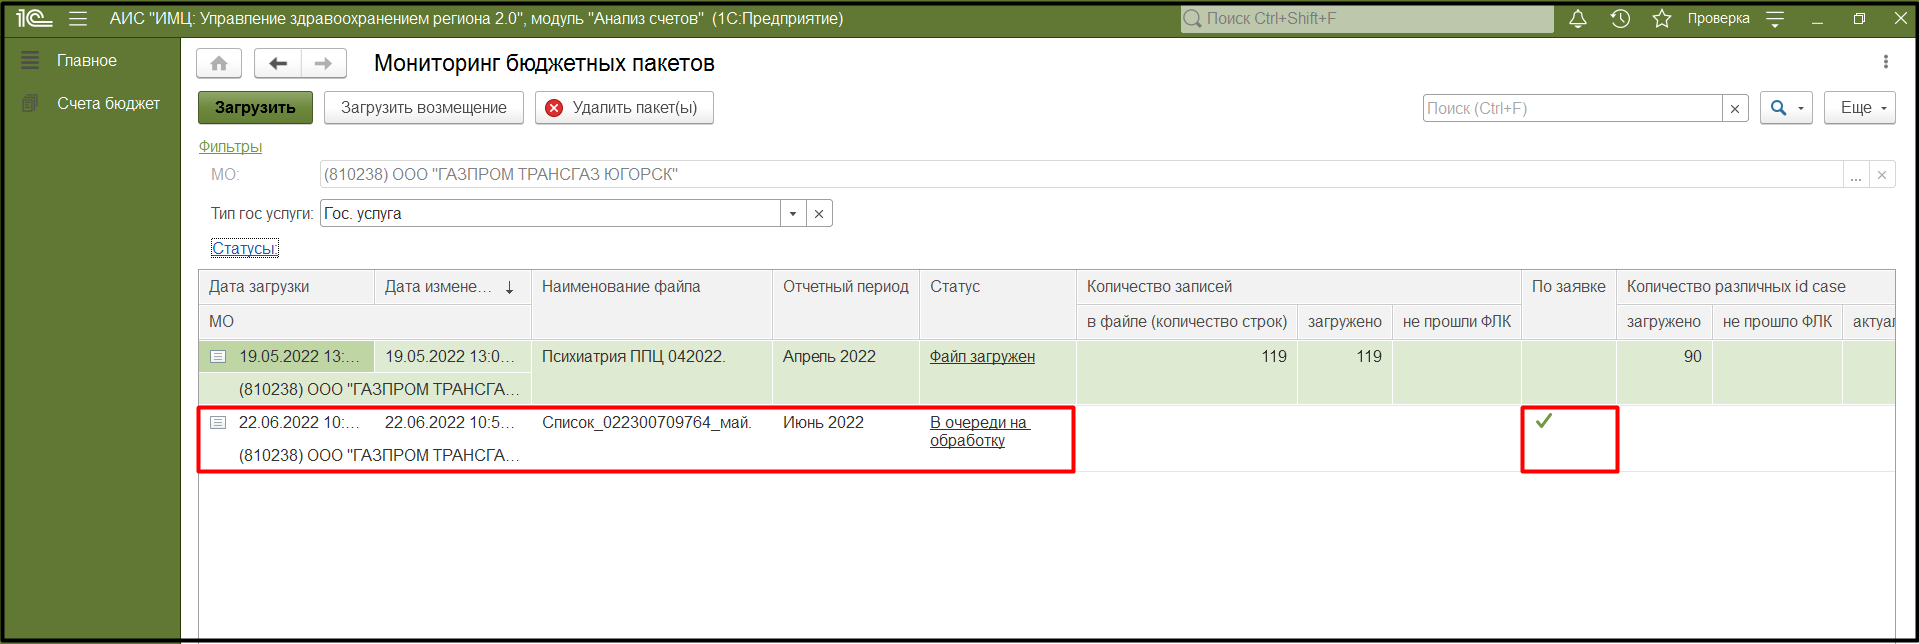 1С АИС "ИМЦ: Управление здравоохранением региона 2.0", модуль "Анализ счетов" (1С:Предприятие) Поиск Ctrl+Shift+F Проверка
Главное
Счета бюджет
Мониторинг бюджетных пакетов
Загрузить Загрузить возмещение Удалить пакет(ы) Поиск (Ctrl+F) × Еще
Фильтры
МО: (810238) ООО "ГАЗПРОМ ТРАНСГАЗ ЮГОРСК" ... ×
Тип гос услуги: Гос. услуга ×
Статусы:
Дата загрузки Дата измене... ↓ Наименование файла Отчетный период Статус Количество записей По заявке Количество различных id case
МО в файле (количество строк) загружено не прошли ФЛК загружено не прошло ФЛК актуал
19.05.2022 13:... 19.05.2022 13:0... Психиатрия ППЦ 042022. Апрель 2022 Файл загружен 119 119 90
(810238) ООО "ГАЗПРОМ ТРАНСГА...
22.06.2022 10:... 22.06.2022 10:5... Список_022300709764_май. Июнь 2022 В очереди на
обработку
(810238) ООО "ГАЗПРОМ ТРАНСГА...